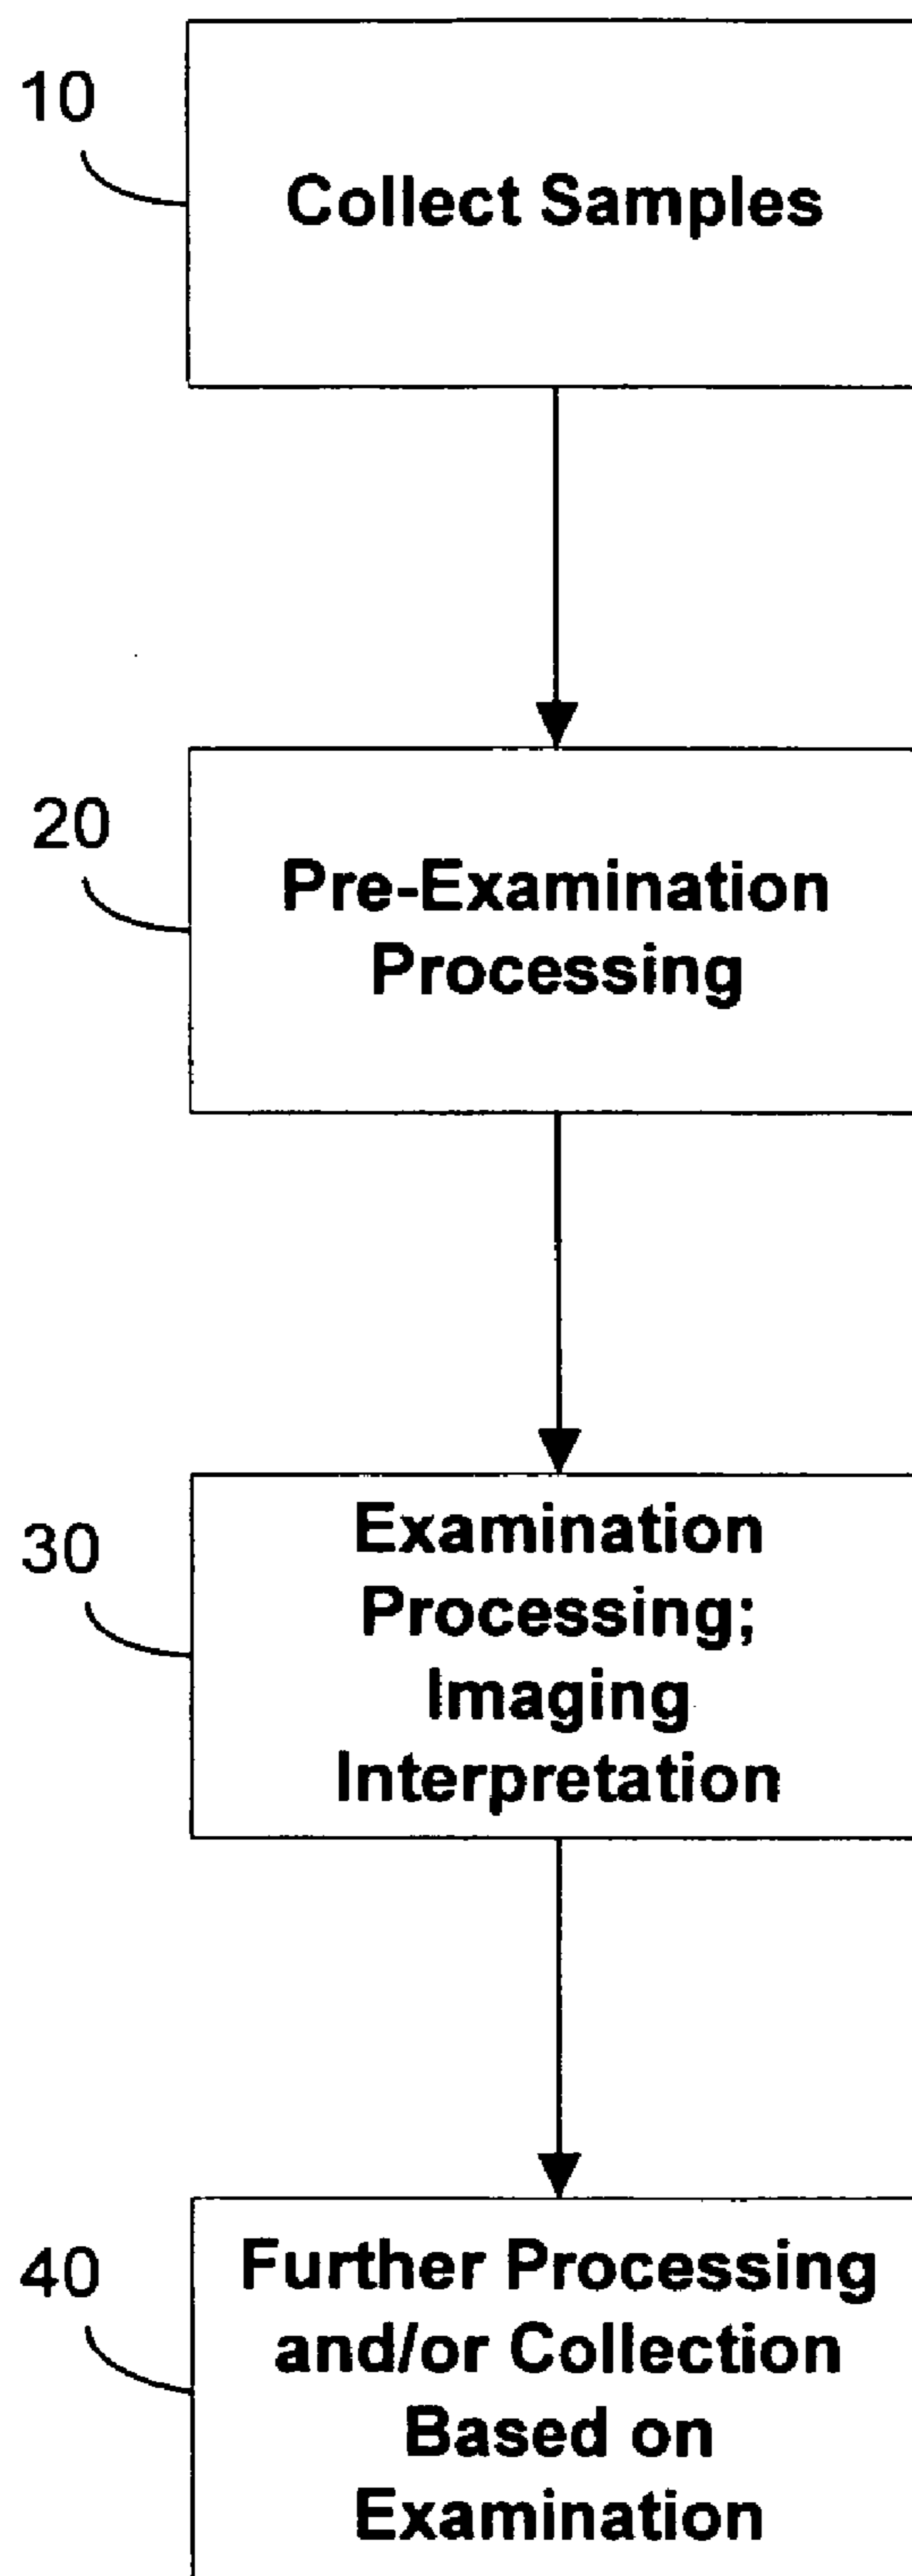 10
Collect Samples
20
Pre-Examination
Processing
30
Examination
Processing;
Imaging
Interpretation
40
Further Processing
and/or Collection
Based on
Examination